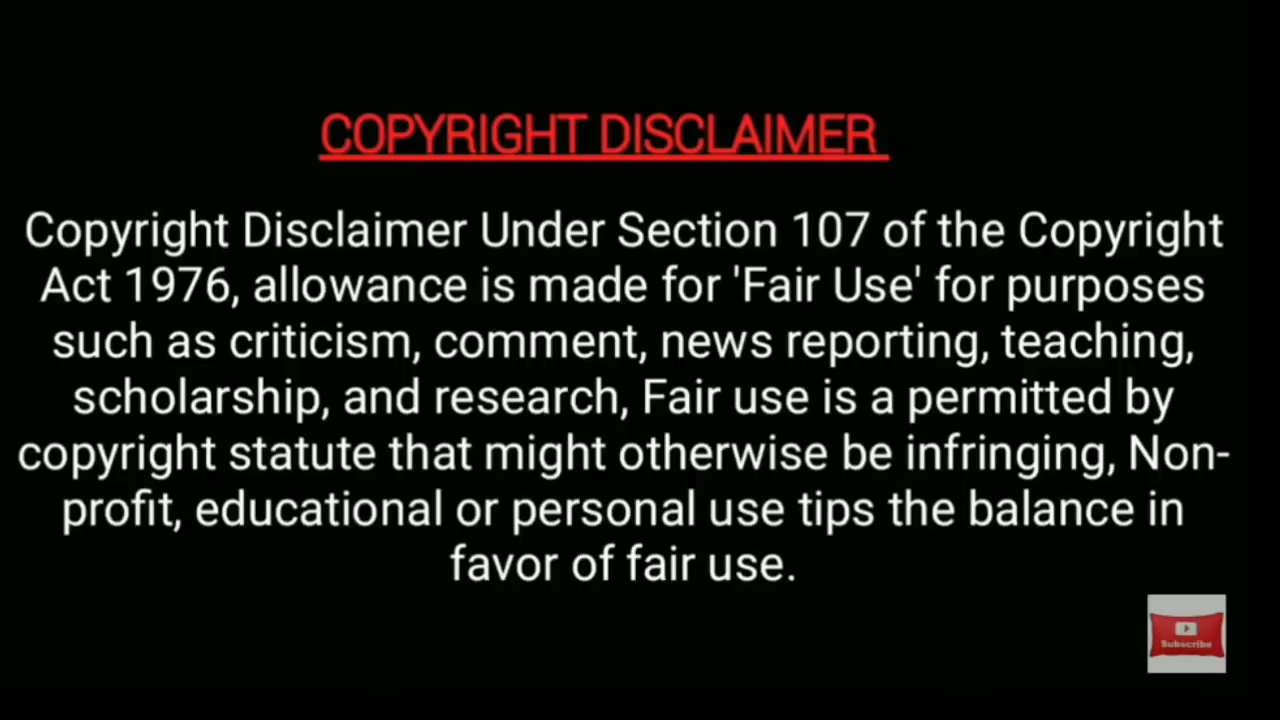 COPYRIGHT DISCLAIMER
Copyright Disclaimer Under Section 107 of the Copyright
Act 1976, allowance is made for 'Fair Use' for purposes
such as criticism, comment, news reporting, teaching,
scholarship, and research, Fair use is a permitted by
copyright statute that might otherwise be infringing, Non-
profit, educational or personal use tips the balance in
favor of fair use.
Subscribe